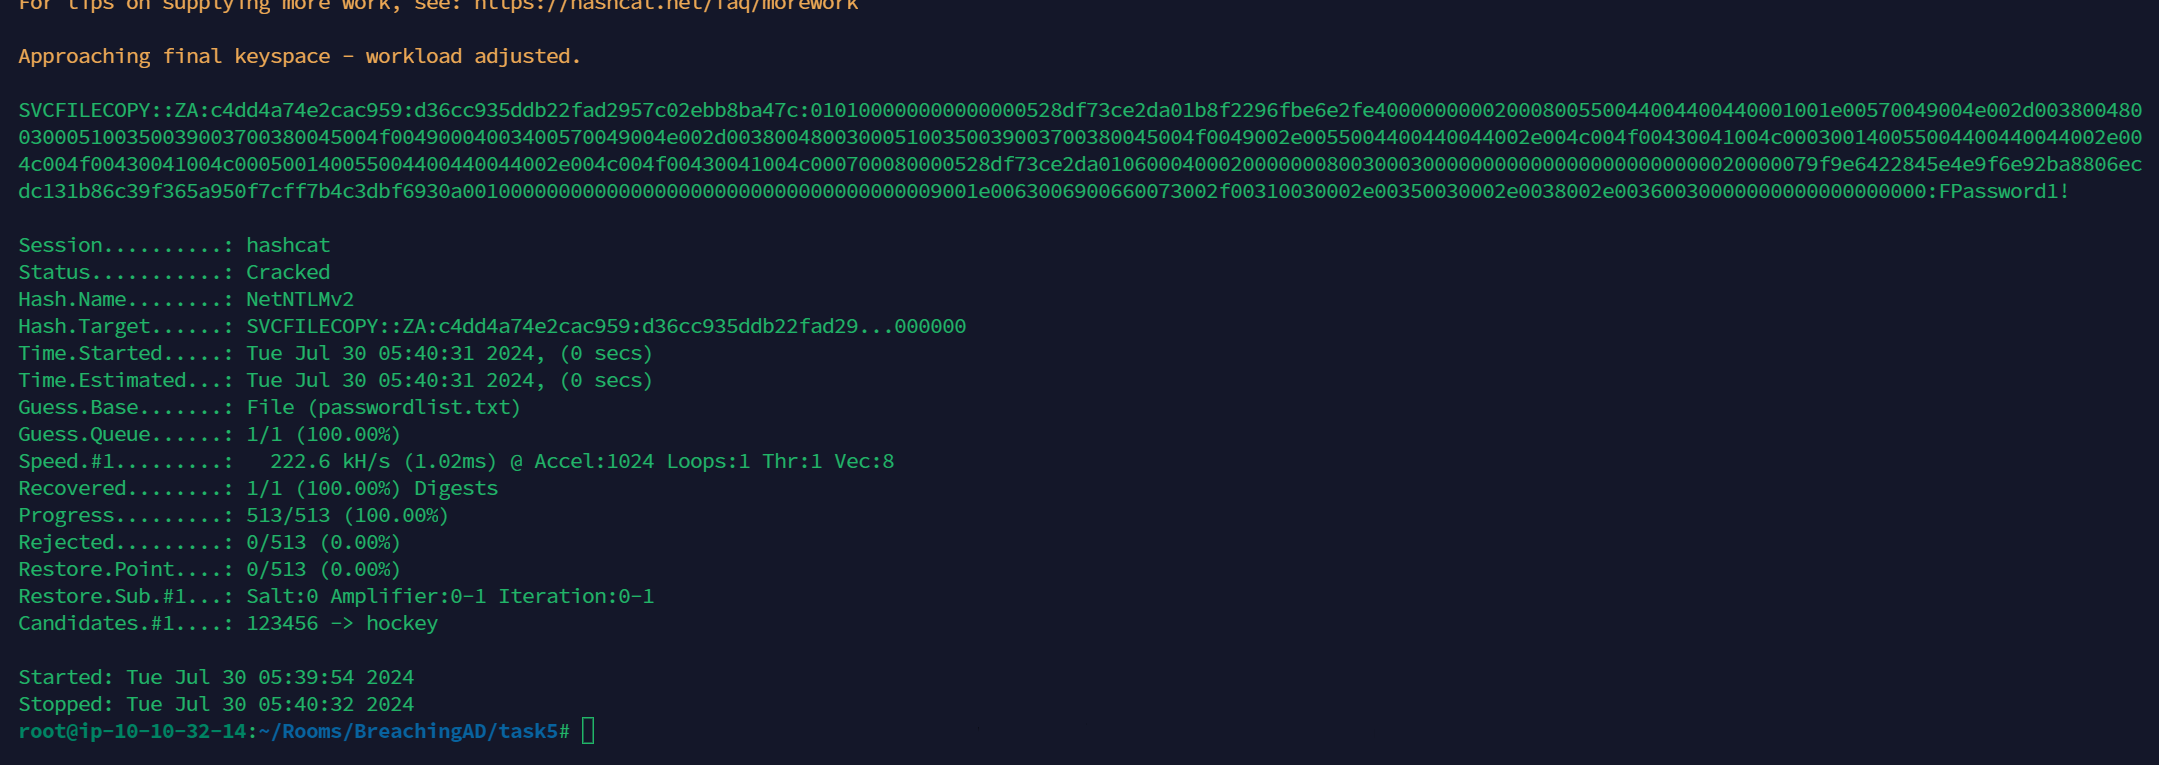 For tips on supplying more work, see: https://hashcat.net/faq/morework
Approaching final keyspace - workload adjusted.
SVCFILECOPY::ZA:c4dd4a74e2cac959:d36cc935ddb22fad2957c02ebb8ba47c:010100000000000000528df73ce2da01b8f2296fbe6e2fe4000000000200080055004400440044000100 1e00570049004e002d003800480
030005100350039003700380045004f00490004003400570049004e002d003800480030005100350039003700380045004f0049002e0055004400440044002e004c004f00430041004c000300140055004400440044002e00
4c004f00430041004c000500140055004400440044002e004c004f00430041004c000700080000528df73ce2da010600040002000000080030003000000000000000000000000020000079f9e6422845e4e9f6e92ba8806ec
dc131b86c39f365a950f7cff7b4c3dbf6930a0010000000000000000000000000000000000009001e0063006900660073002f00310030002e00350030002e0038002e00360030000000000000000000:FPassword1!
Session..........: hashcat
Status...........: Cracked
Hash.Name........: NetNTLMv2
Hash.Target......: SVCFILECOPY::ZA:c4dd4a74e2cac959:d36cc935ddb22fad29...000000
Time.Started.....: Tue Jul 30 05:40:31 2024, (0 secs)
Time.Estimated...: Tue Jul 30 05:40:31 2024, (0 secs)
Guess.Base.......: File (passwordlist.txt)
Guess.Queue......: 1/1 (100.00%)
Speed.#1.........:   222.6 kH/s (1.02ms) @ Accel:1024 Loops:1 Thr:1 Vec:8
Recovered........: 1/1 (100.00%) Digests
Progress.........: 513/513 (100.00%)
Rejected.........: 0/513 (0.00%)
Restore.Point....: 0/513 (0.00%)
Restore.Sub.#1...: Salt:0 Amplifier:0-1 Iteration:0-1
Candidates.#1....: 123456 -> hockey
Started: Tue Jul 30 05:39:54 2024
Stopped: Tue Jul 30 05:40:32 2024
root@ip-10-10-32-14:~/Rooms/BreachingAD/task5#